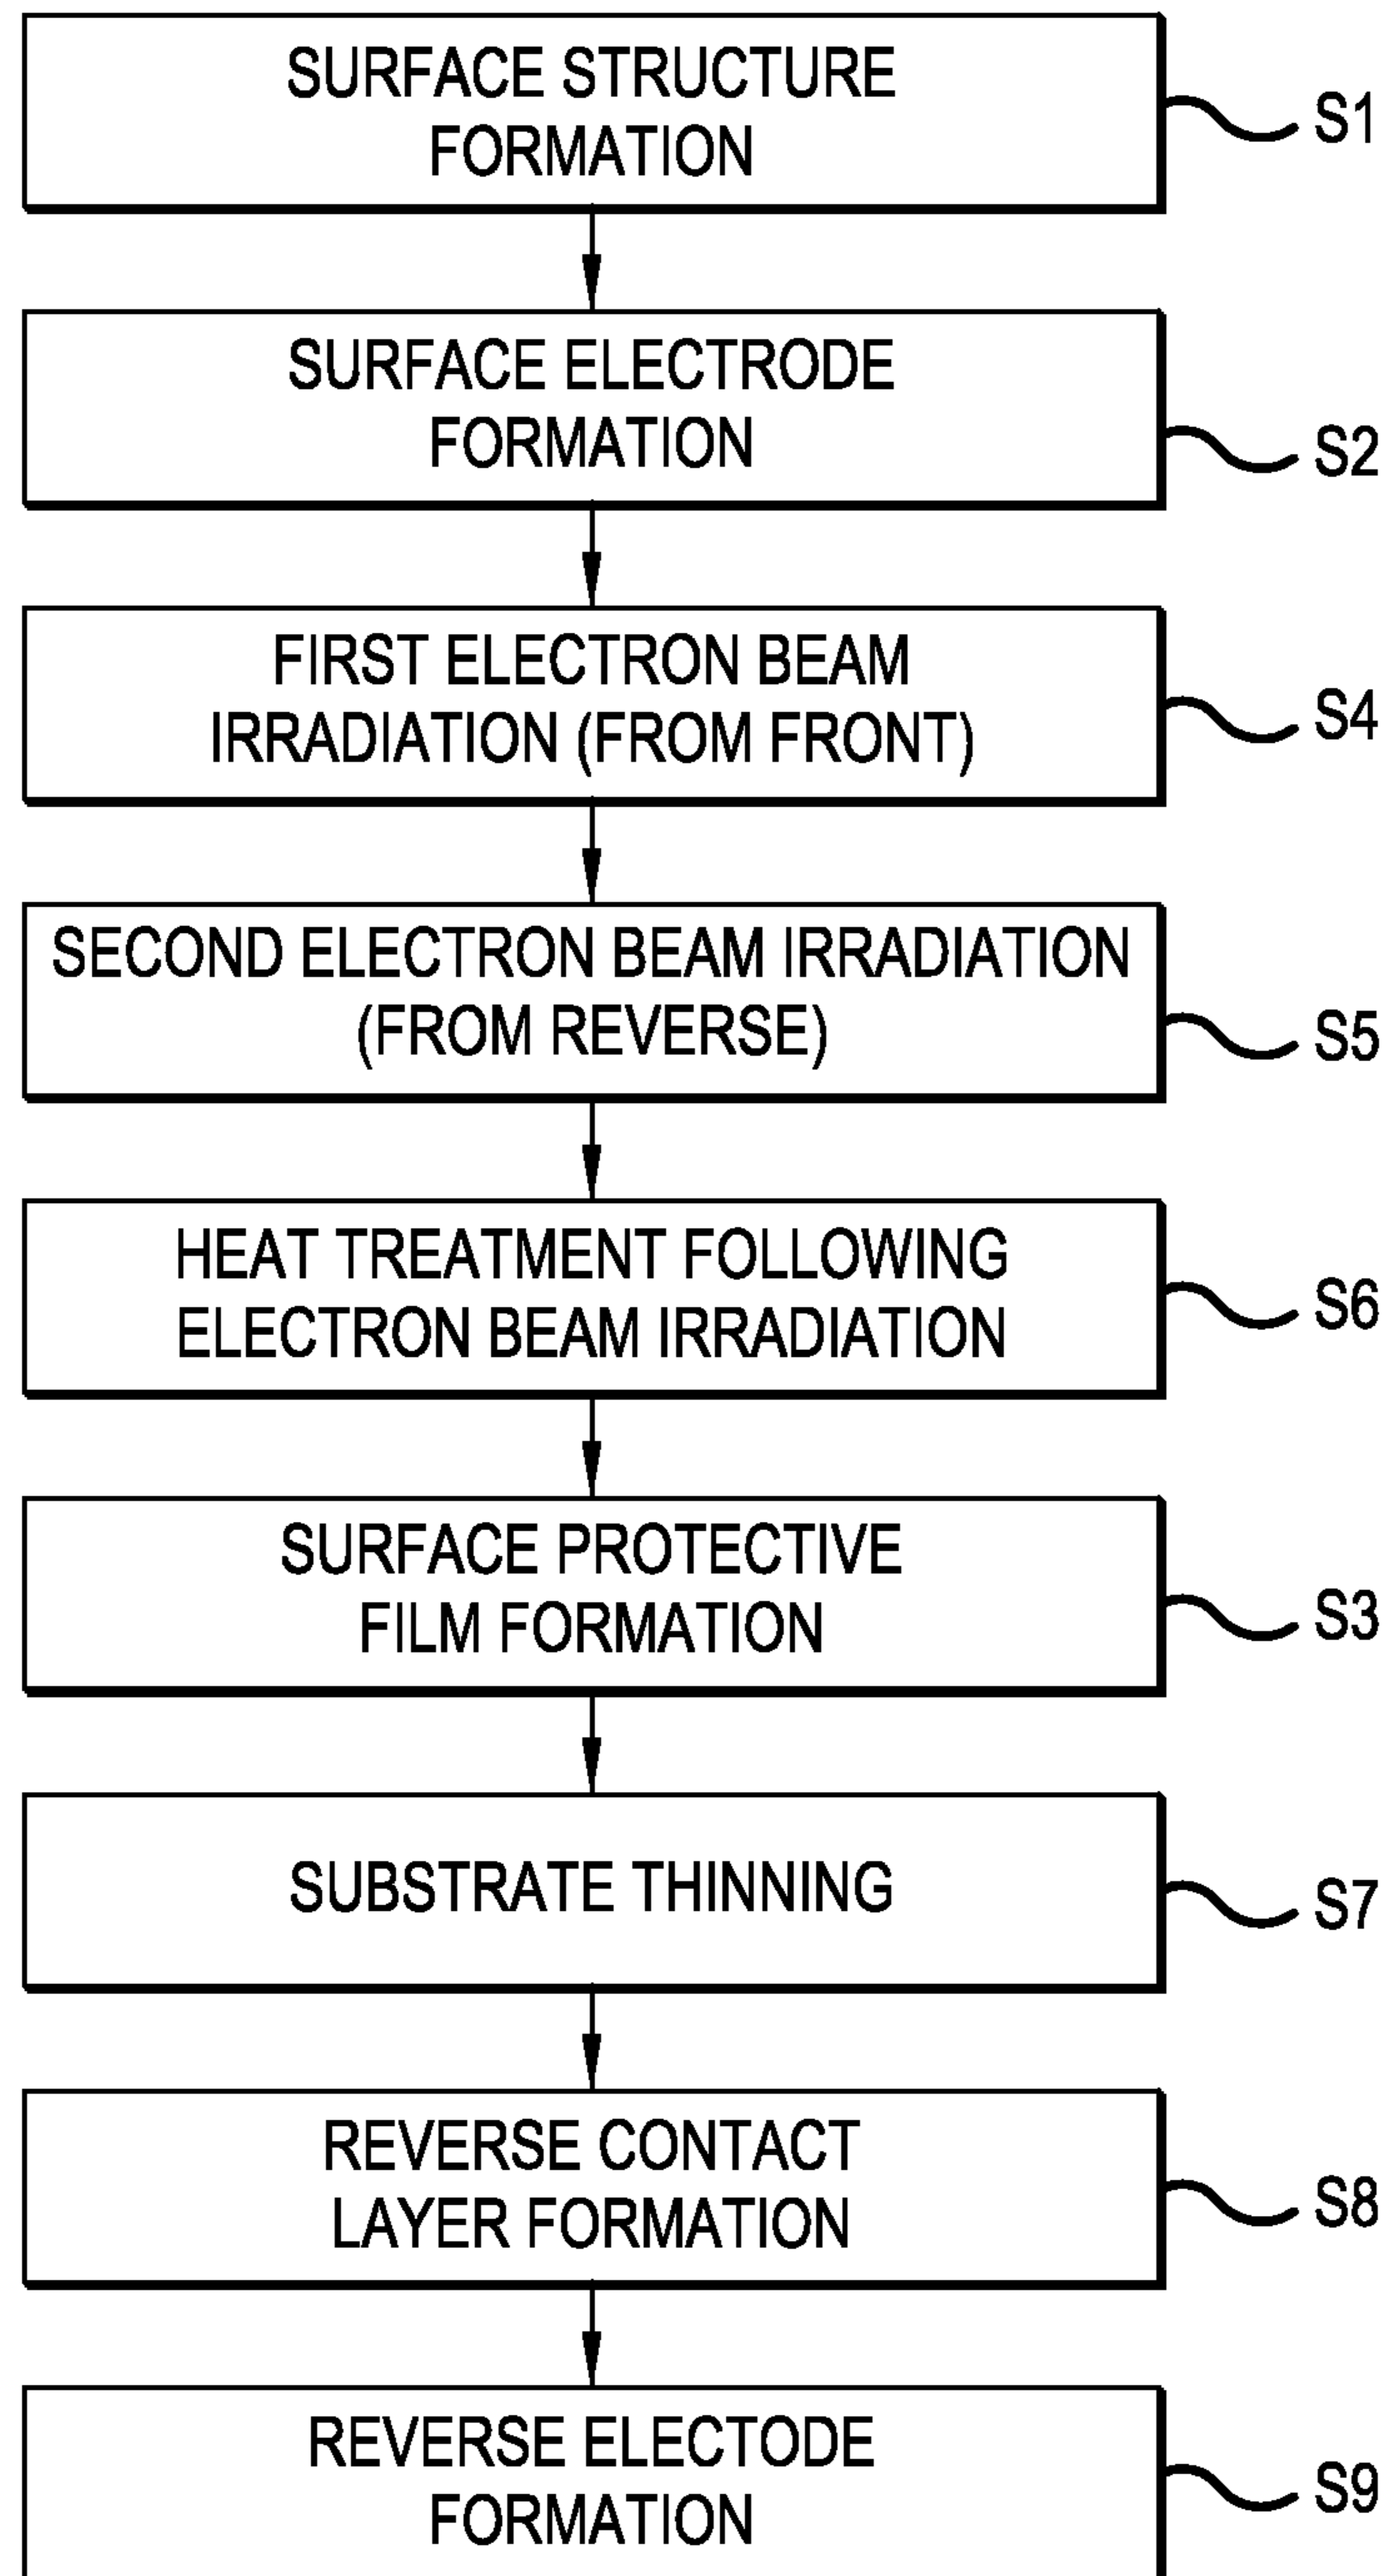 SURFACE STRUCTURE
FORMATION
S1
SURFACE ELECTRODE
FORMATION
S2
FIRST ELECTRON BEAM
IRRADIATION (FROM FRONT)
S4
SECOND ELECTRON BEAM IRRADIATION
(FROM REVERSE)
S5
HEAT TREATMENT FOLLOWING
ELECTRON BEAM IRRADIATION
S6
SURFACE PROTECTIVE
FILM FORMATION
S3
SUBSTRATE THINNING
S7
REVERSE CONTACT
LAYER FORMATION
S8
REVERSE ELECTODE
FORMATION
S9